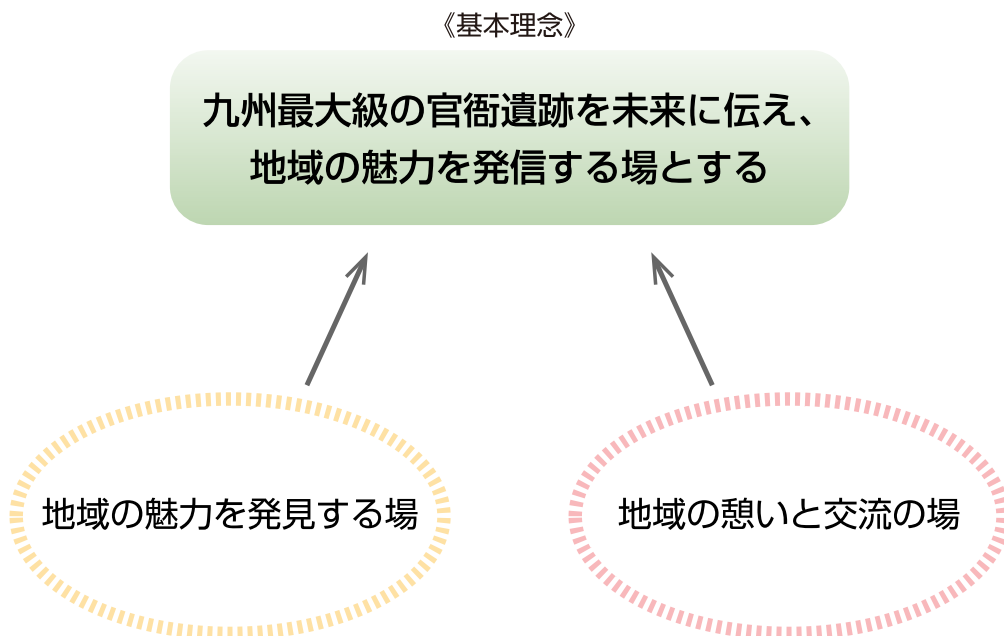 《基本理念》
九州最大級の官衙遺跡を未来に伝え、
地域の魅力を発信する場とする
地域の魅力を発見する場
地域の憩いと交流の場